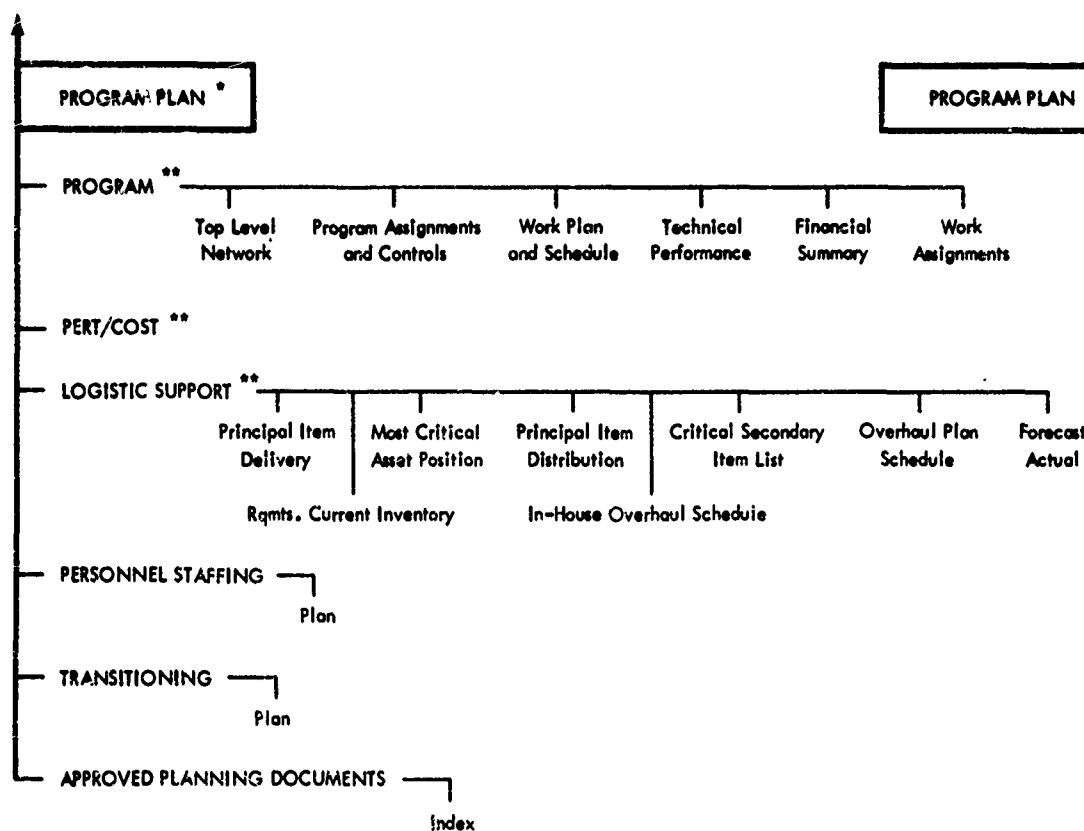 PROGRAM PLAN *
PROGRAM PLAN
PROGRAM **
Top Level
Network
Program Assignments
and Controls
Work Plan
and Schedule
Technical
Performance
Financial
Summary
Work
Assignments
PERT/COST **
LOGISTIC SUPPORT **
Principal Item
Delivery
Most Critical
Asset Position
Principal Item
Distribution
Critical Secondary
Item List
Overhaul Plan
Schedule
Forecast
Actual
Rqmts. Current Inventory
In-House Overhaul Schedule
PERSONNEL STAFFING
Plan
TRANSITIONING
Plan
APPROVED PLANNING DOCUMENTS
Index